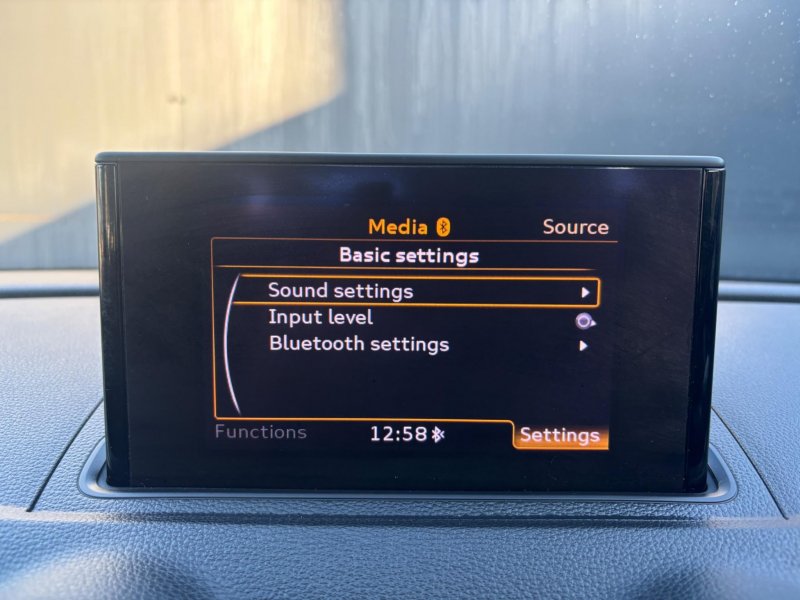 Media Source
Basic settings
Sound settings
Input level
Bluetooth settings
Functions 12:58 Settings